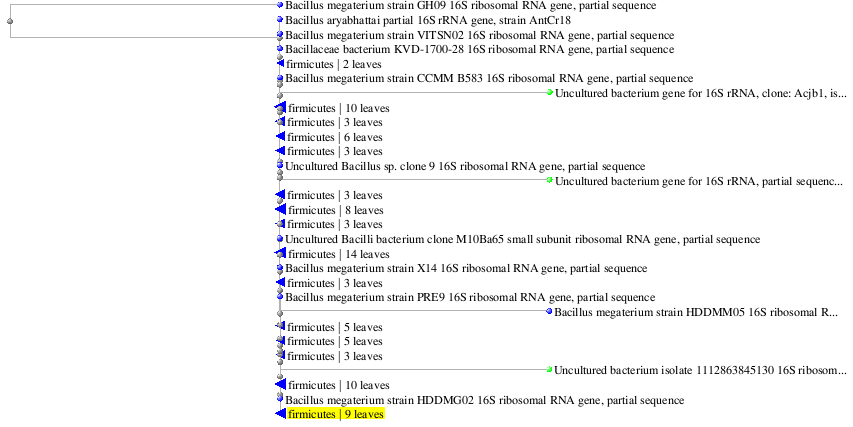 Bacillus megaterium strain GH09 16S ribosomal RNA gene, partial sequence
Bacillus aryabhattai partial 16S rRNA gene, strain AntCr18
Bacillus megaterium strain VITSN02 16S ribosomal RNA gene, partial sequence
Bacillaceae bacterium KVD-1700-28 16S ribosomal RNA gene, partial sequence
firmicutes | 2 leaves
Bacillus megaterium strain CCMM B583 16S ribosomal RNA gene, partial sequence
Uncultured bacterium gene for 16S rRNA, clone: Acjb1, is...
firmicutes | 10 leaves
firmicutes | 3 leaves
firmicutes | 6 leaves
firmicutes | 3 leaves
Uncultured Bacillus sp. clone 9 16S ribosomal RNA gene, partial sequence
Uncultured bacterium gene for 16S rRNA, partial sequenc...
firmicutes | 3 leaves
firmicutes | 8 leaves
firmicutes | 3 leaves
Uncultured Bacilli bacterium clone M10Ba65 small subunit ribosomal RNA gene, partial sequence
firmicutes | 14 leaves
Bacillus megaterium strain X14 16S ribosomal RNA gene, partial sequence
firmicutes | 3 leaves
Bacillus megaterium strain PRE9 16S ribosomal RNA gene, partial sequence
Bacillus megaterium strain HDDMM05 16S ribosomal R...
firmicutes | 5 leaves
firmicutes | 5 leaves
firmicutes | 3 leaves
Uncultured bacterium isolate 1112863845130 16S ribosom...
firmicutes | 10 leaves
Bacillus megaterium strain HDDMG02 16S ribosomal RNA gene, partial sequence
firmicutes | 9 leaves